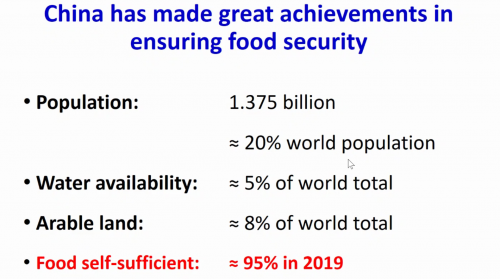 China has made great achievements in
ensuring food security
• Population: 1.375 billion
≈ 20% world population
• Water availability: ≈ 5% of world total
• Arable land: ≈ 8% of world total
• Food self-sufficient: ≈ 95% in 2019